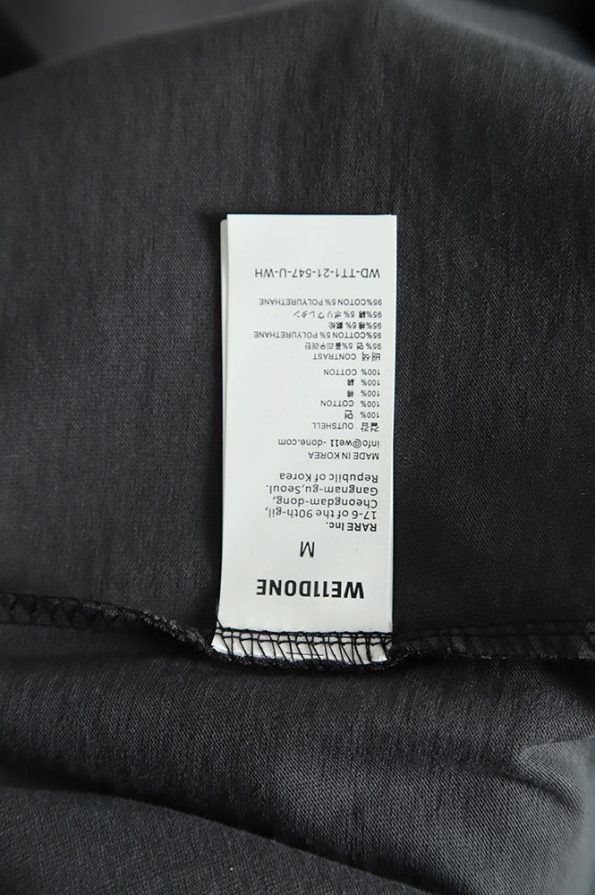 WE11DONE
M
RARE Inc.
17-6 of the 90th-gil,
Cheongdam-dong,
Gangnam-gu,Seoul.
Republic of Korea
MADE IN KOREA
info@we11-done.com
겉감 OUTSHELL
100% 면
100% COTTON
100% 棉
100% 綿
100% COTTON
배색 CONTRAST
95% 면 5%폴리우레탄
95%COTTON 5% POLYURETHANE
95%棉 5%氨纶
95%綿 5%ポリウレタン
95%COTON 5% POLYURETHANE
WD-TT1-21-547-U-WH